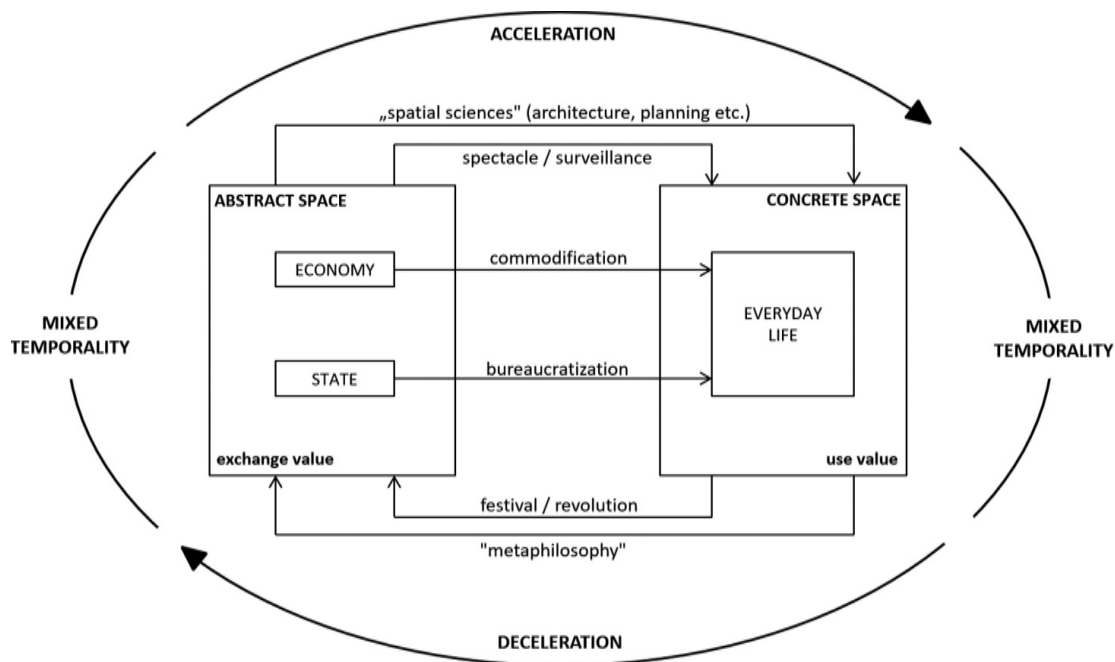 ACCELERATION
„spatial sciences" (architecture, planning etc.)
spectacle / surveillance
ABSTRACT SPACE
CONCRETE SPACE
ECONOMY
commodification
EVERYDAY
LIFE
MIXED
TEMPORALITY
MIXED
TEMPORALITY
STATE
bureaucratization
exchange value
use value
festival / revolution
"metaphilosophy"
DECELERATION